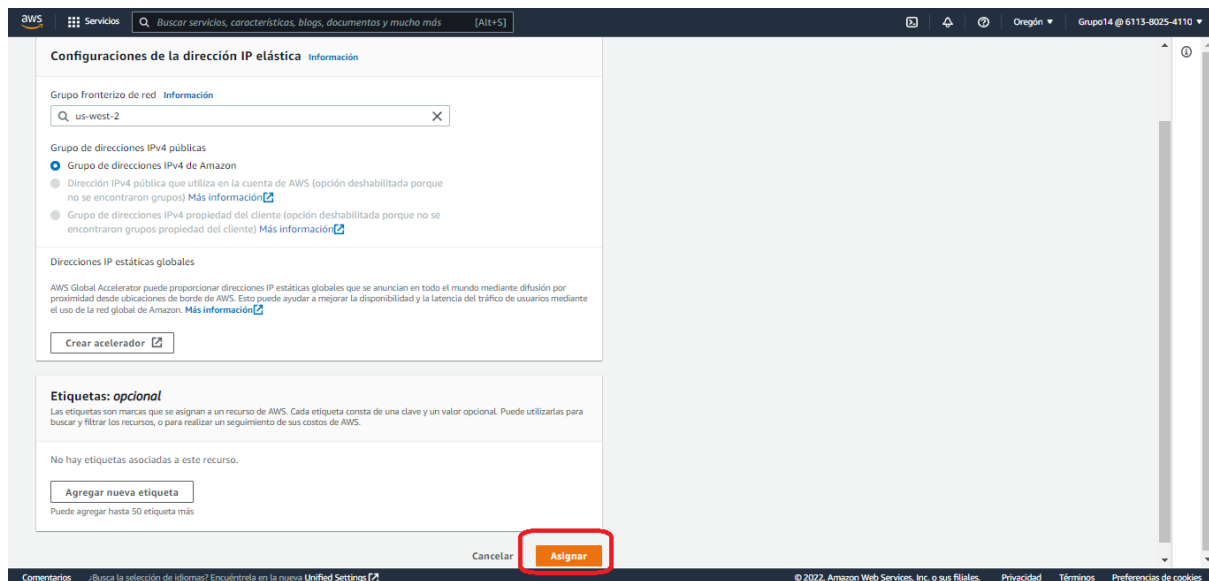 aws
Servicios
Buscar servicios, características, blogs, documentos y mucho más
[Alt+S]
Oregón
Grupo14 @ 6113-8025-4110
Configuraciones de la dirección IP elástica Información
Grupo fronterizo de red Información
us-west-2
Grupo de direcciones IPv4 públicas
Grupo de direcciones IPv4 de Amazon
Dirección IPv4 pública que utiliza en la cuenta de AWS (opción deshabilitada porque
no se encontraron grupos) Más información
Grupo de direcciones IPv4 propiedad del cliente (opción deshabilitada porque no se
encontraron grupos propiedad del cliente) Más información
Direcciones IP estáticas globales
AWS Global Accelerator puede proporcionar direcciones IP estáticas globales que se anuncian en todo el mundo mediante difusión por
proximidad desde ubicaciones de borde de AWS. Esto puede ayudar a mejorar la disponibilidad y la latencia del tráfico de usuarios mediante
el uso de la red global de Amazon. Más información
Crear acelerador
Etiquetas: opcional
Las etiquetas son marcas que se asignan a un recurso de AWS. Cada etiqueta consta de una clave y un valor opcional. Puede utilizarlas para
buscar y filtrar los recursos, o para realizar un seguimiento de sus costos de AWS.
No hay etiquetas asociadas a este recurso.
Agregar nueva etiqueta
Puede agregar hasta 50 etiqueta más
Cancelar
Asignar
Comentarios
¿Busca la selección de idiomas? Encuéntrela en la nueva Unified Settings
© 2022, Amazon Web Services, Inc. o sus filiales.
Privacidad
Términos
Preferencias de cookies